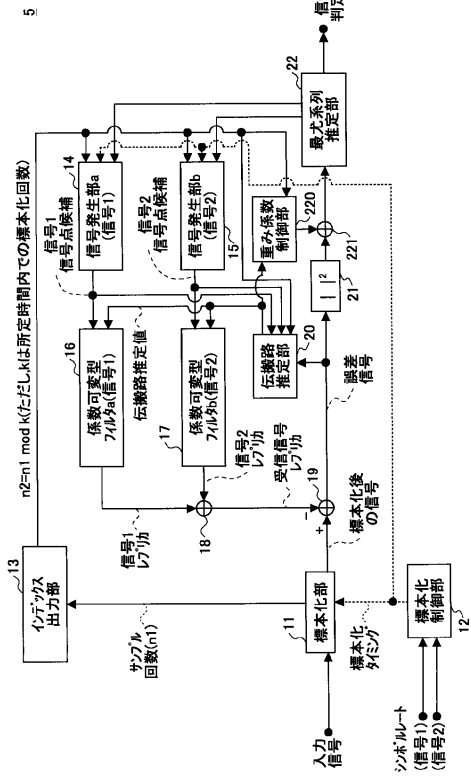 5
n2=n1 mod k(ただし、kは所定時間内での標本化回数)
13
インデックス
出力部
サンプル
回数(n1)
信号1
信号点候補
14
信号発生部a
(信号1)
信号2
信号点候補
信号発生部b
(信号2)
15
16
係数可変型
フィルタa(信号1)
伝搬路推定値
17
係数可変型
フィルタb(信号2)
信号1
レプリカ
信号2
レプリカ
18
受信信号
レプリカ
20
伝搬路
推定部
重み係数
制御部
220
221
21
| |²
22
最尤系列
推定部
信
判定
入力
信号
11
標本化部
標本化後
の信号
+
-
19
誤差
信号
標本化
タイミング
シンボルレート
(信号1)
(信号2)
標本化
制御部
12